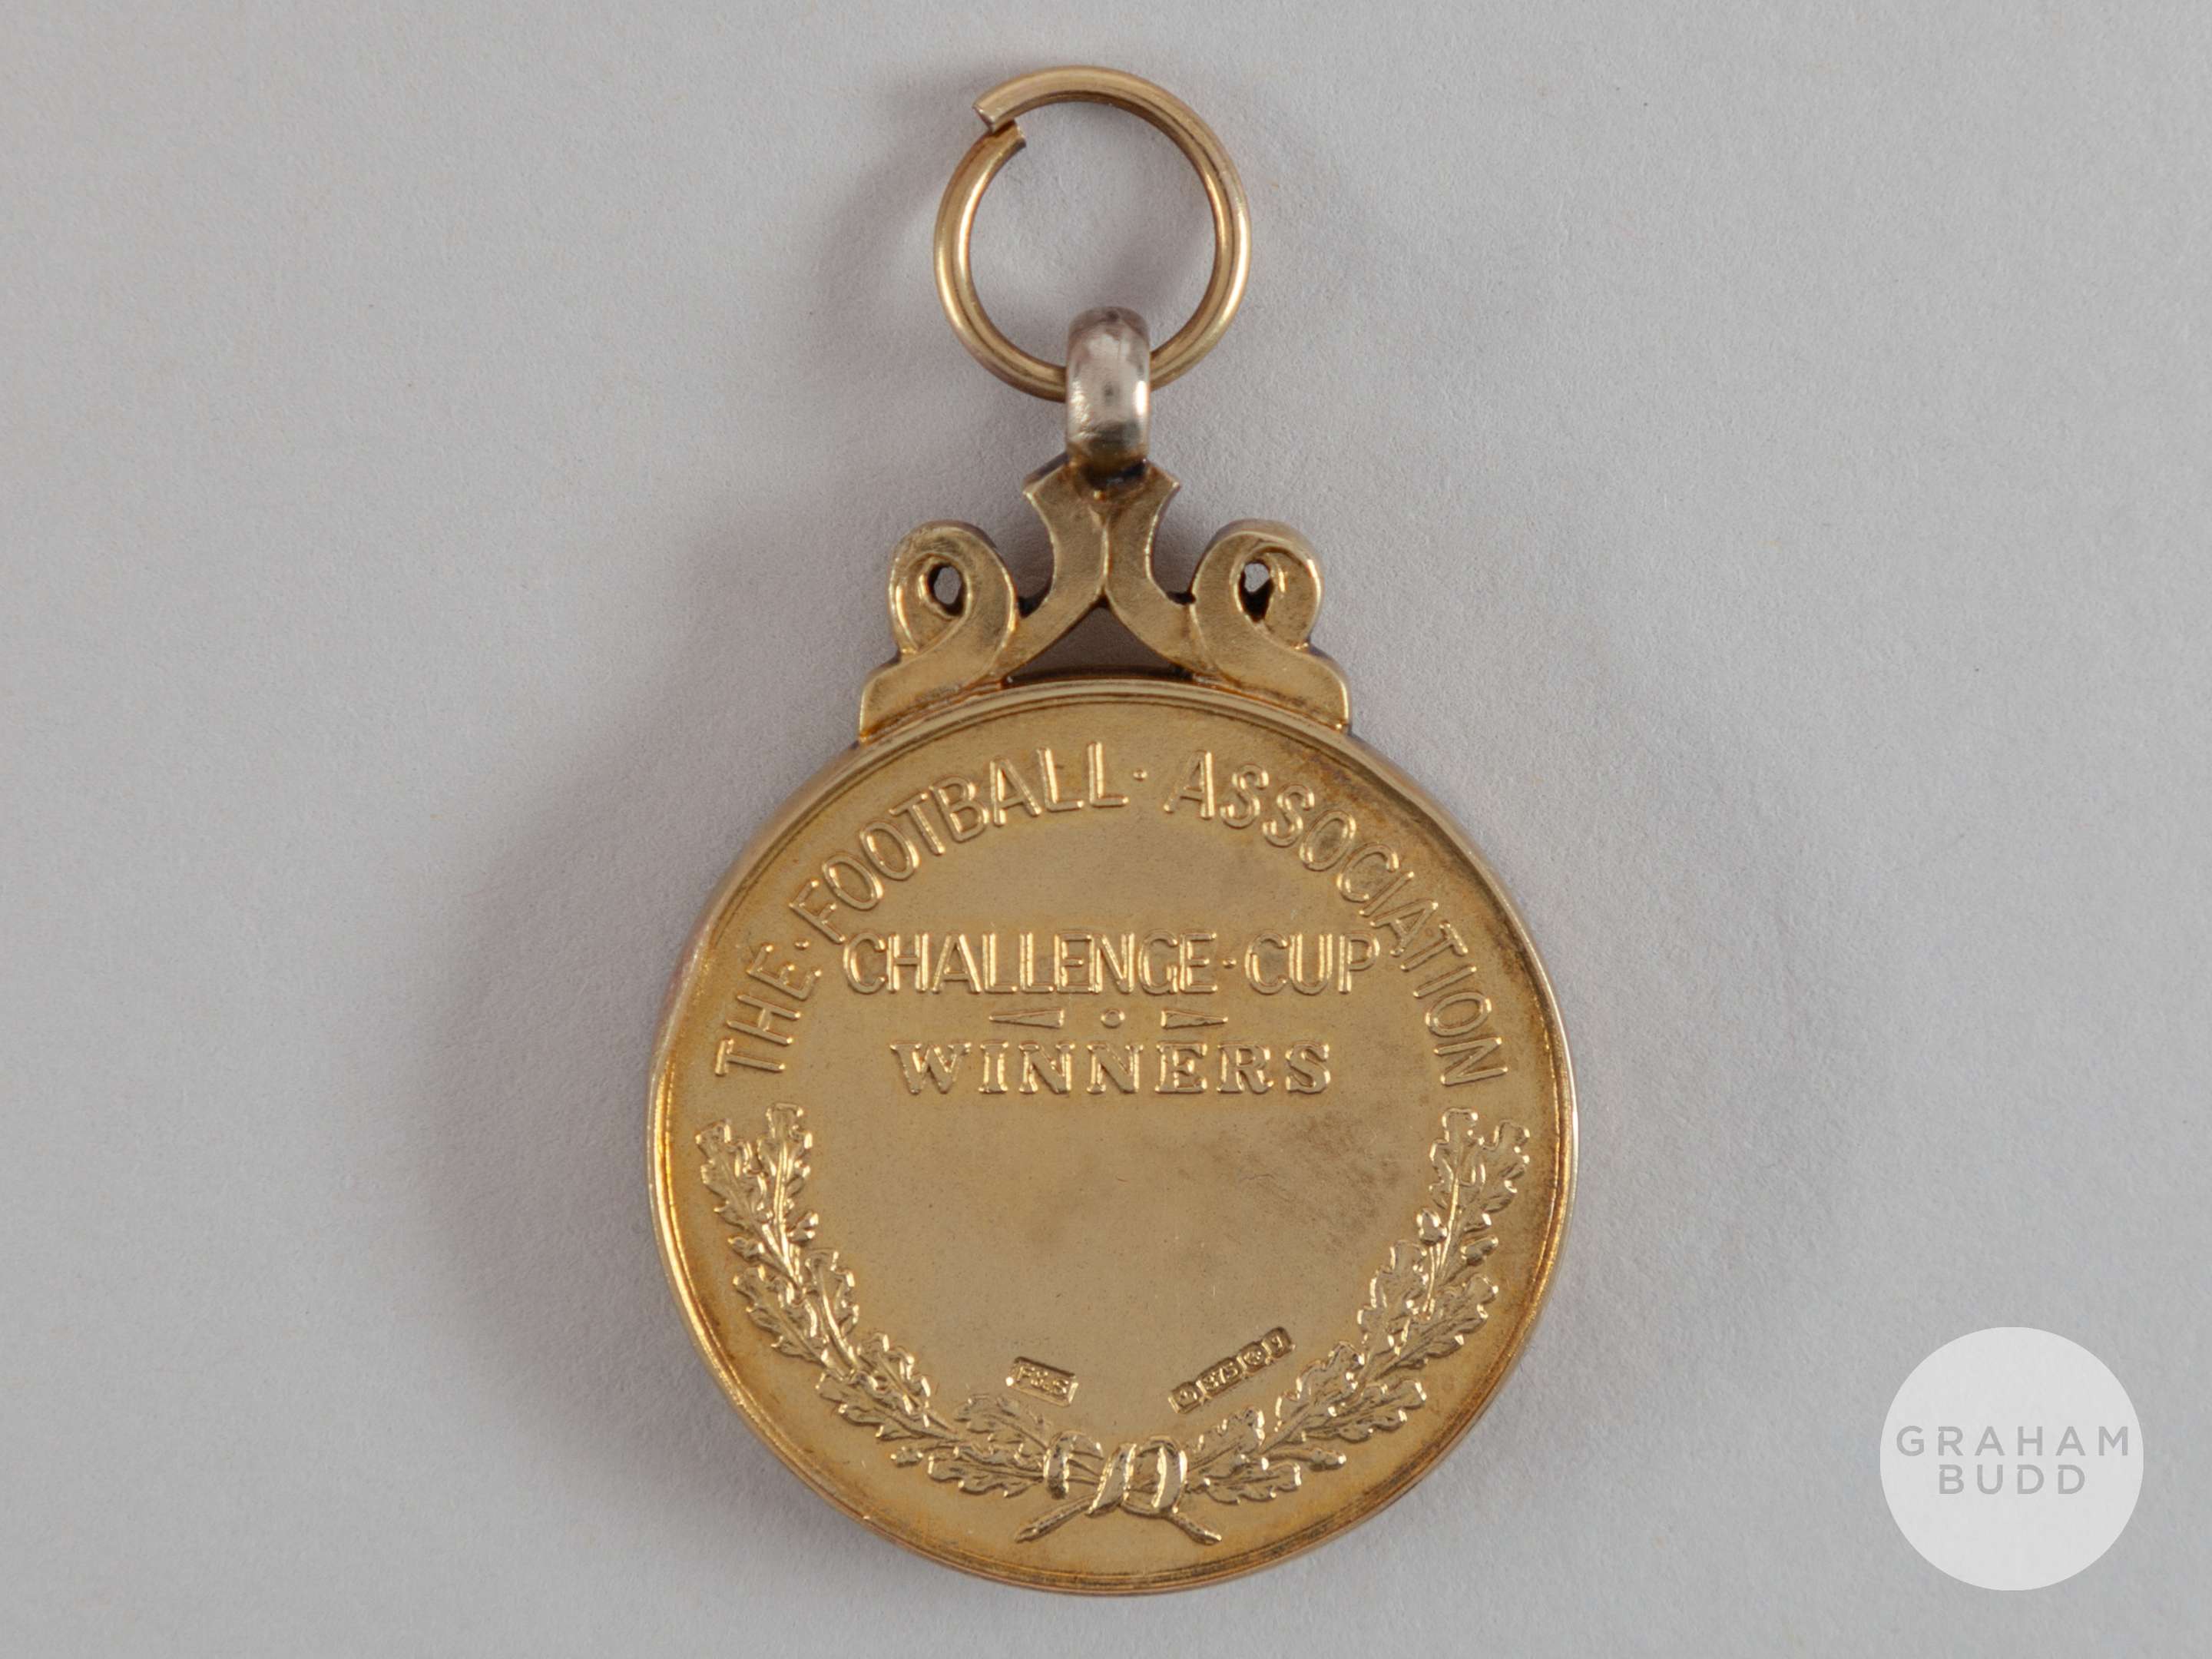 THE·FOOTBALL·ASSOCIATION
CHALLENGE·CUP
WINNERS
GRAHAM
BUDD